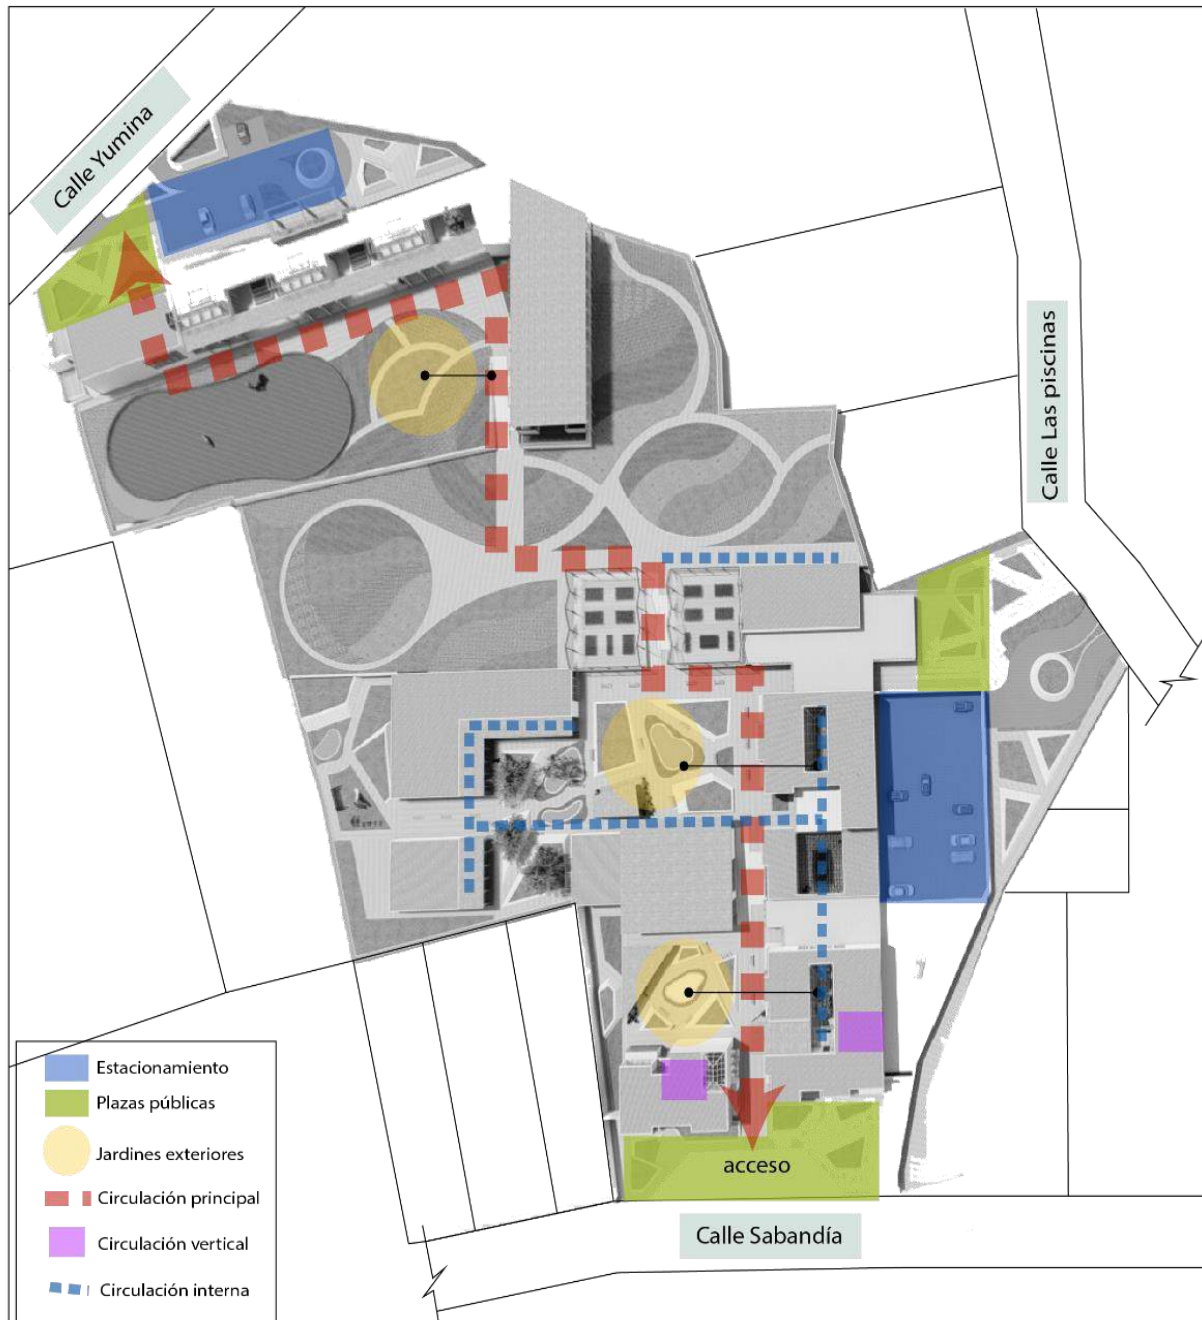 Calle Yumina
Calle Las piscinas
acceso
Calle Sabandía
Estacionamiento
Plazas públicas
Jardines exteriores
Circulación principal
Circulación vertical
Circulación interna